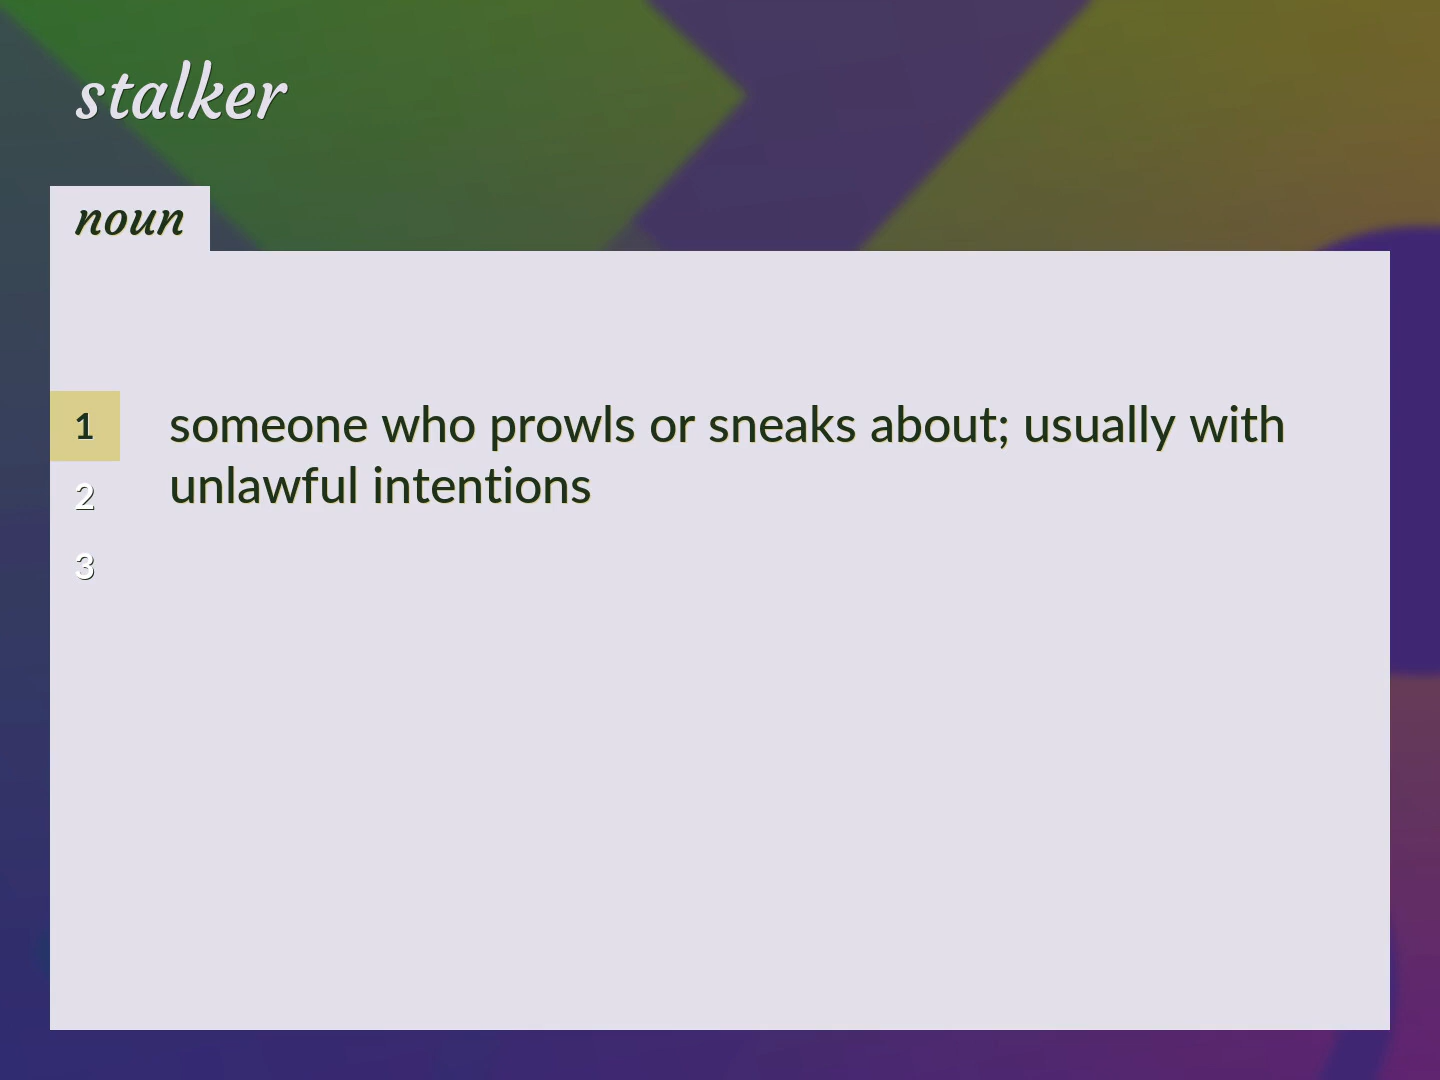 stalker
noun
1
someone who prowls or sneaks about; usually with
unlawful intentions
2
3